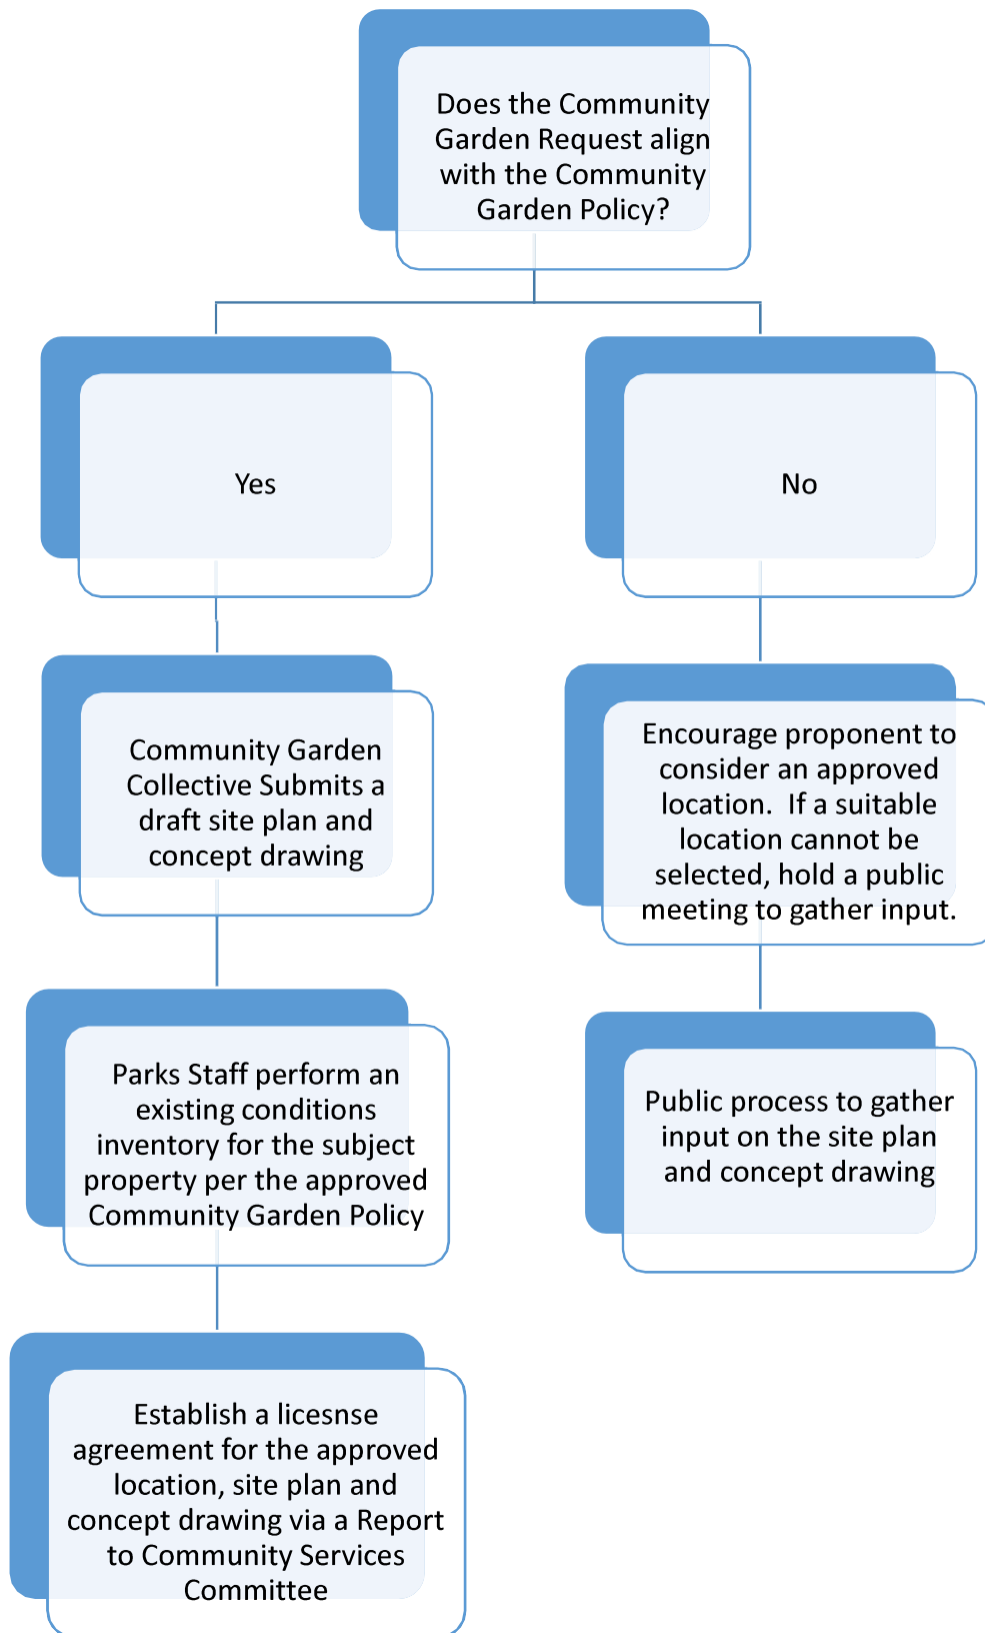 Does the Community
Garden Request align
with the Community
Garden Policy?
Yes
No
Community Garden
Collective Submits a
draft site plan and
concept drawing
Encourage proponent to
consider an approved
location.  If a suitable
location cannot be
selected, hold a public
meeting to gather input.
Parks Staff perform an
existing conditions
inventory for the subject
property per the approved
Community Garden Policy
Public process to gather
input on the site plan
and concept drawing
Establish a licesnse
agreement for the approved
location, site plan and
concept drawing via a Report
to Community Services
Committee